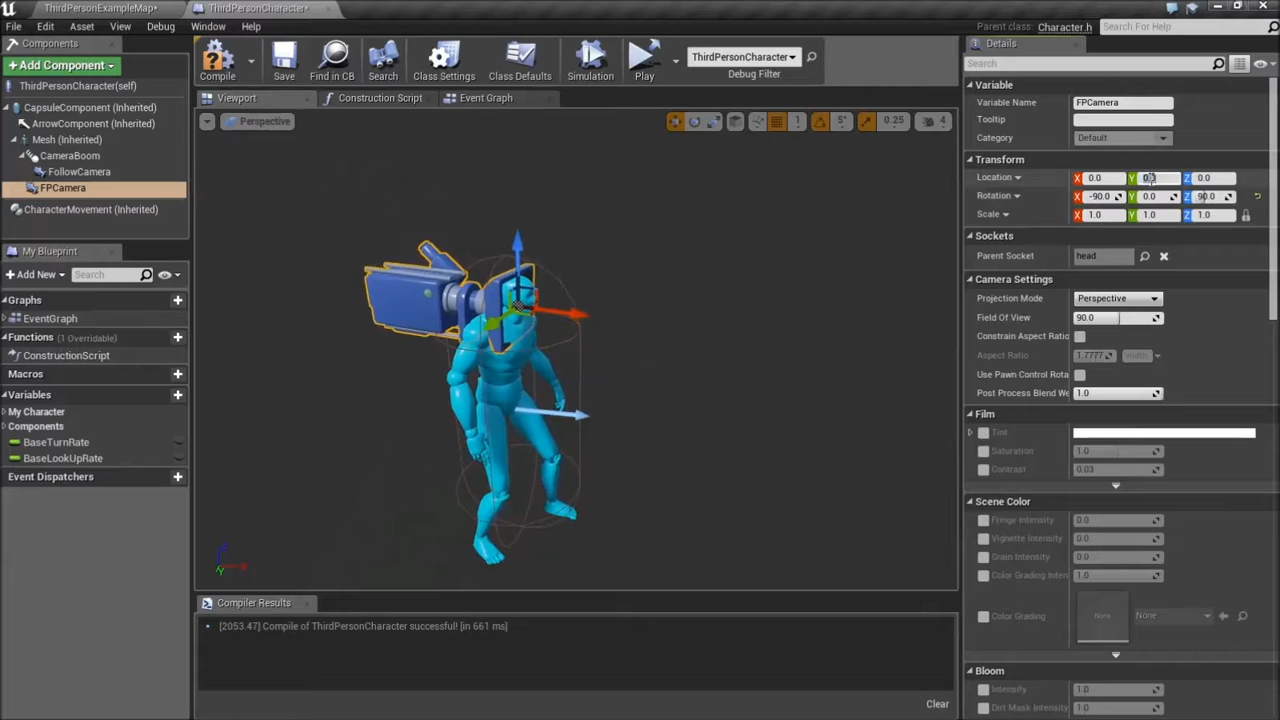 ThirdPersonExampleMap*
ThirdPersonCharacter*
File Edit Asset View Debug Window Help
Parent class: Character.h
Search For Help
Components
+Add Component
ThirdPersonCharacter(self)
CapsuleComponent (Inherited)
ArrowComponent (Inherited)
Mesh (Inherited)
CameraBoom
FollowCamera
FPCamera
CharacterMovement (Inherited)
My Blueprint
+Add New
Search
Graphs
EventGraph
Functions (1 Overridable)
ConstructionScript
Macros
Variables
My Character
Components
BaseTurnRate
BaseLookUpRate
Event Dispatchers
Compile
Save
Find in CB
Search
Class Settings
Class Defaults
Simulation
Play
ThirdPersonCharacter
Debug Filter
Viewport
Construction Script
Event Graph
Perspective
1
5°
0.25
4
X
Y
Compiler Results
[2053.47] Compile of ThirdPersonCharacter successful! [in 661 ms]
Clear
Details
Search
Variable
Variable Name FPCamera
Tooltip
Category Default
Transform
Location X 0.0 Y 0.0 Z 0.0
Rotation X -90.0 Y 0.0 Z 90.0
Scale X 1.0 Y 1.0 Z 1.0
Sockets
Parent Socket head
Camera Settings
Projection Mode Perspective
Field Of View 90.0
Constrain Aspect Ratio
Aspect Ratio 1.7777 width
Use Pawn Control Rota
Post Process Blend We 1.0
Film
Tint
Saturation 1.0
Contrast 0.03
Scene Color
Fringe Intensity 0.0
Vignette Intensity 0.0
Grain Intensity 0.0
Color Grading Inten 1.0
Color Grading None None
Bloom
Intensity 1.0
Dirt Mask Intensity 1.0